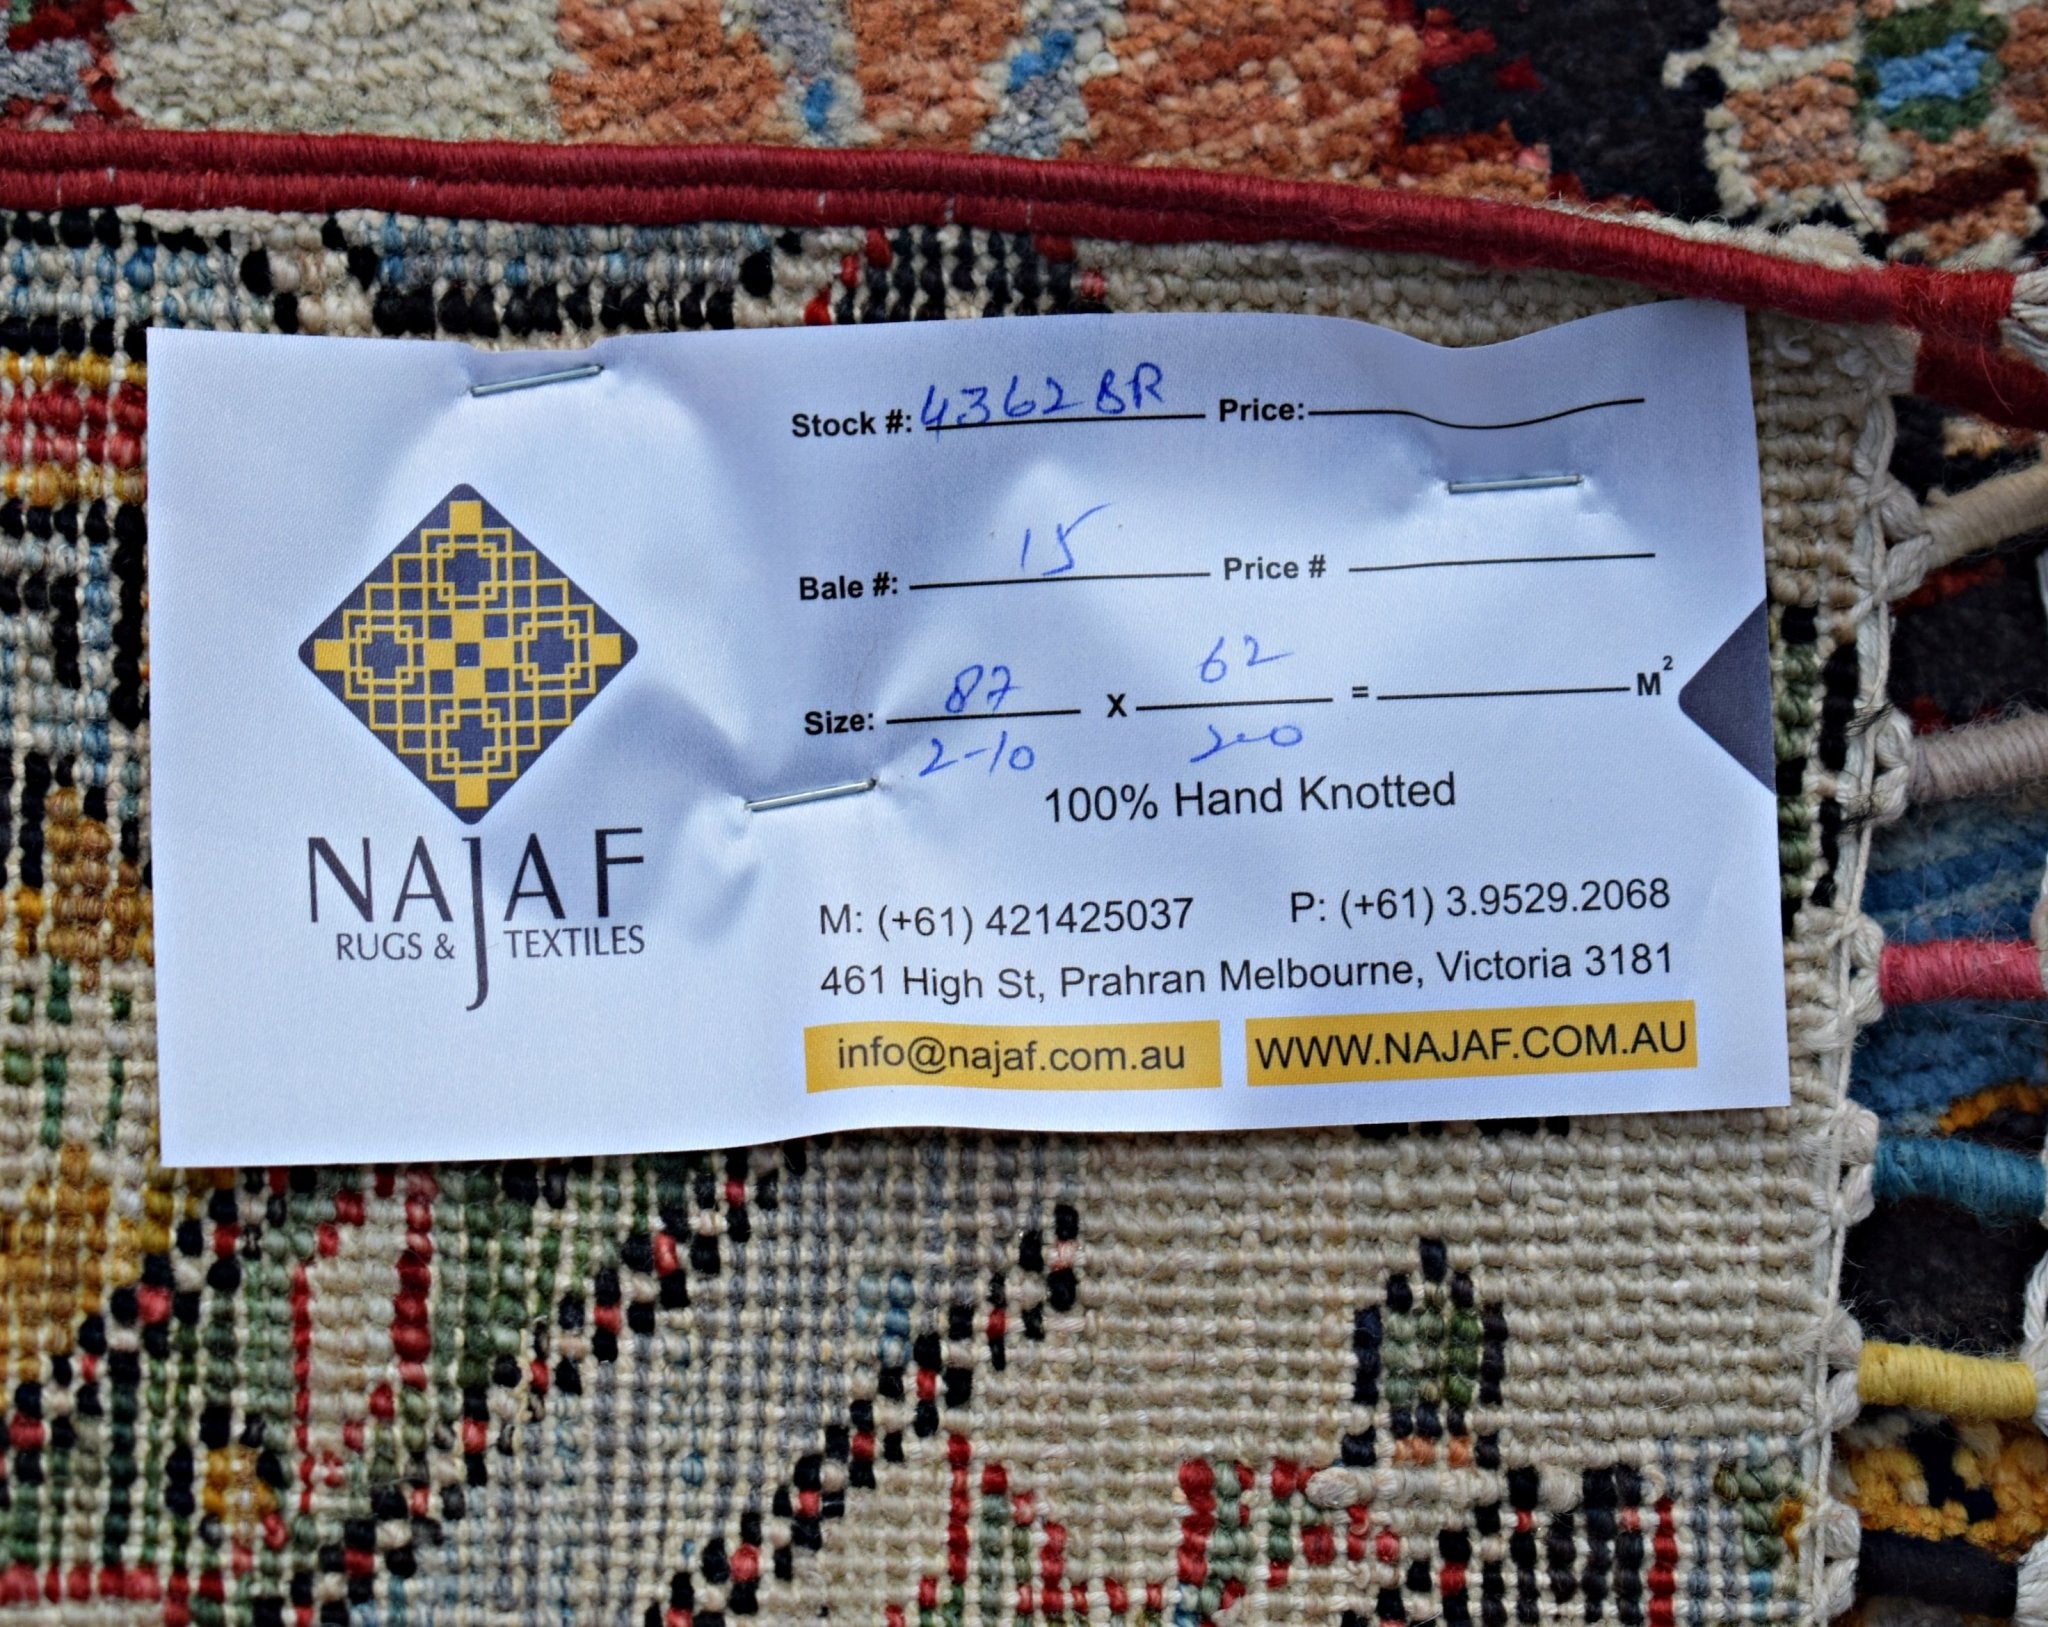 Stock #: 4362 BR Price:
Bale #: 15 Price #
Size: 87 x 62 = M²
2-10 2-0
100% Hand Knotted
NAJAF
RUGS & TEXTILES
M: (+61) 421425037 P: (+61) 3.9529.2068
461 High St, Prahran Melbourne, Victoria 3181
info@najaf.com.au WWW.NAJAF.COM.AU